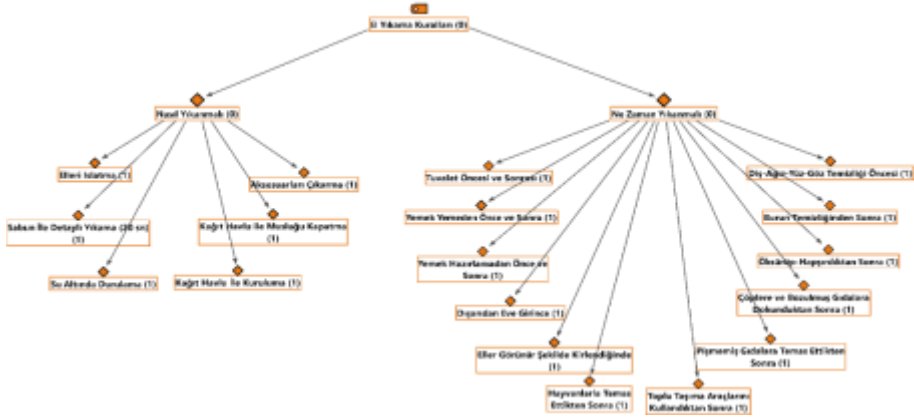 El Yıkama Kuralları (0)
Nasıl Yıkanmalı (0)
Ne Zaman Yıkanmalı (0)
Elleri Islatma (1)
Aksesuarları Çıkarma (1)
Sabun İle Detaylı Yıkama (20 sn)
(1)
Kağıt Havlu İle Musluğu Kapatma
(1)
Su Altında Durulama (1)
Kağıt Havlu İle Kurulama (1)
Tuvalet Öncesi ve Sonrası (1)
Diş-Ağız-Yüz-Göz Temizliği Öncesi (1)
Yemek Yemeden Önce ve Sonra (1)
Burun Temizliğinden Sonra (1)
Yemek Hazırlamadan Önce ve
Sonra (1)
Öksürüp Hapşırdıktan Sonra (1)
Dışarıdan Eve Girince (1)
Çöplere ve Bozulmuş Gıdalara
Dokunduktan Sonra (1)
Eller Görünür Şekilde Kirlendiğinde
(1)
Pişmemiş Gıdalara Temas Ettikten
Sonra (1)
Hayvanlarla Temas
Ettikten Sonra (1)
Toplu Taşıma Araçlarını
Kullandıktan Sonra (1)